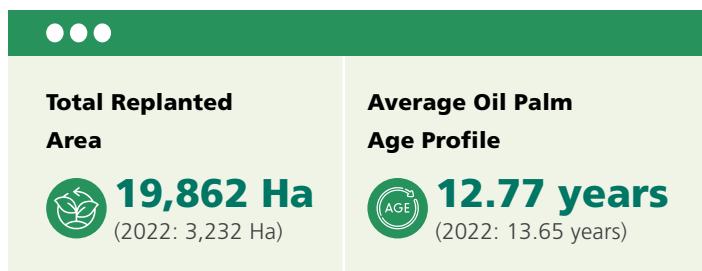 Total Replanted
Area
19,862 Ha
(2022: 3,232 Ha)
Average Oil Palm
Age Profile
AGE
12.77 years
(2022: 13.65 years)